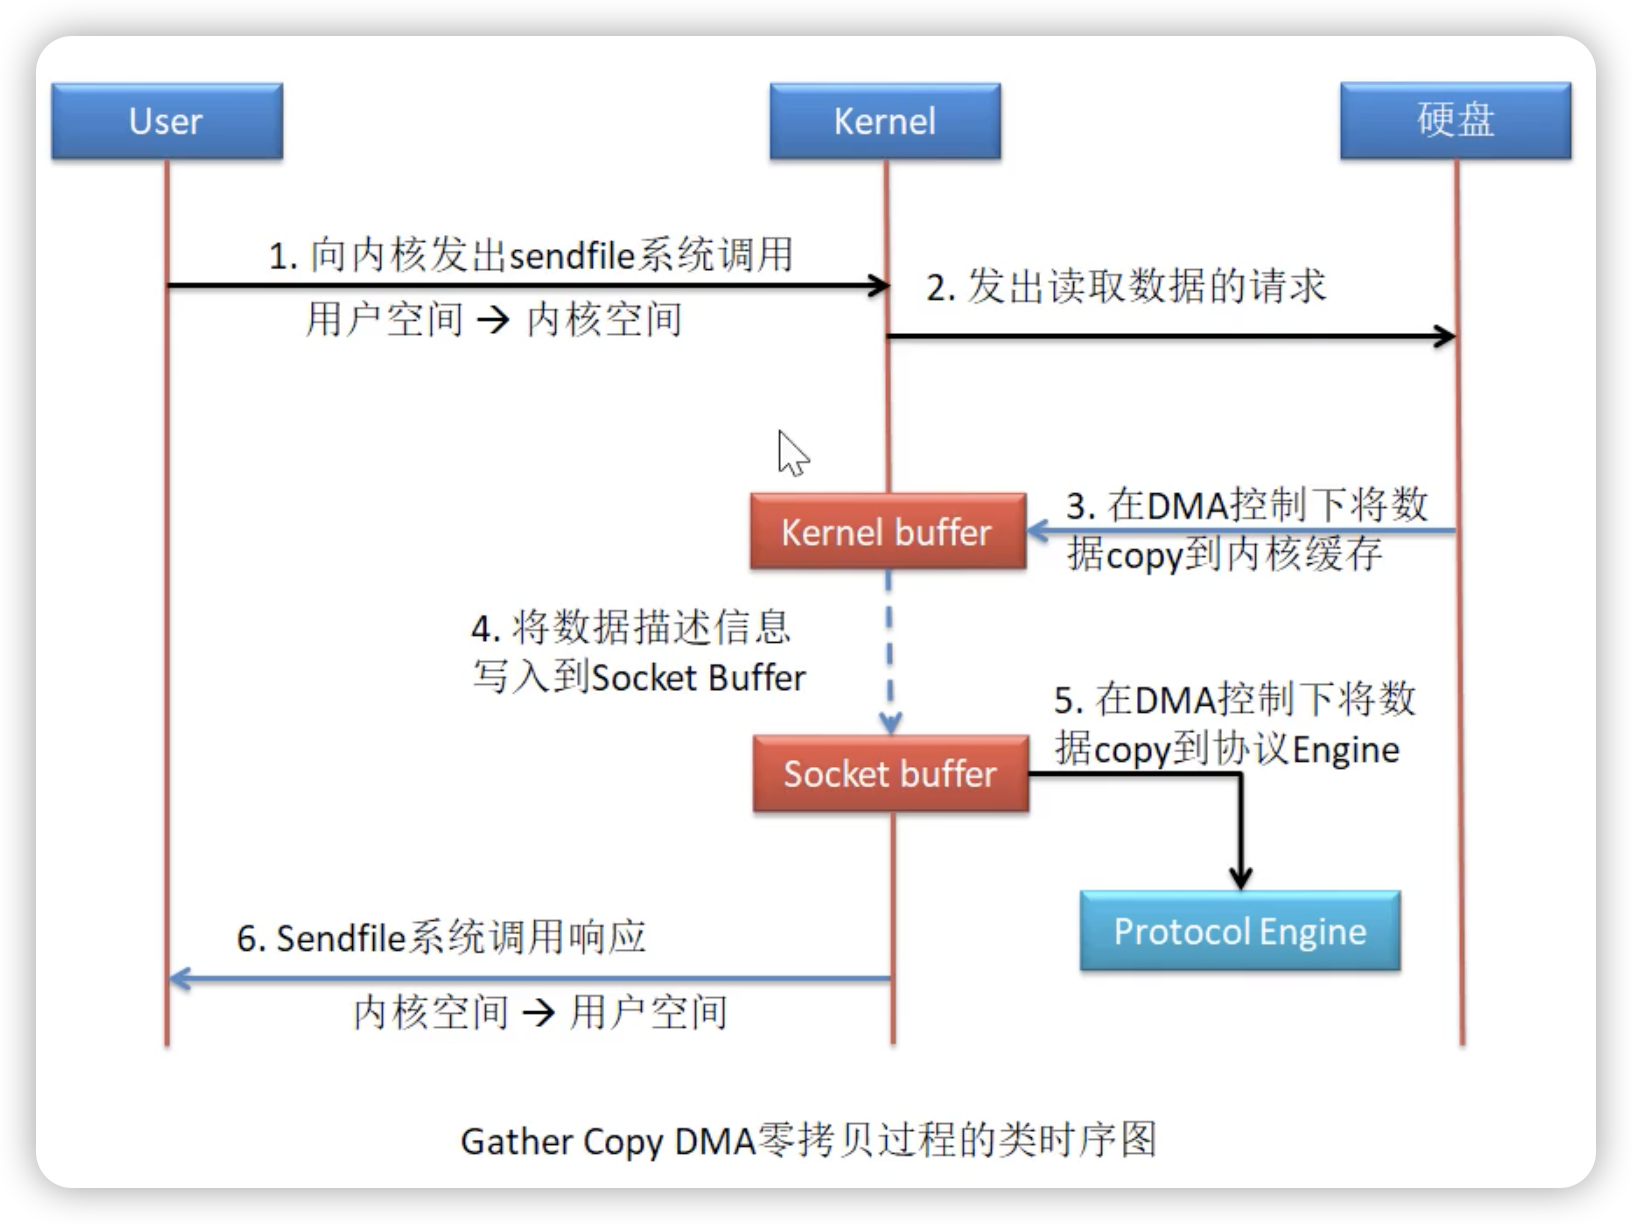 User
Kernel
硬盘
1. 向内核发出sendfile系统调用
用户空间 → 内核空间
2. 发出读取数据的请求
Kernel buffer
3. 在DMA控制下将数
据copy到内核缓存
4. 将数据描述信息
写入到Socket Buffer
5. 在DMA控制下将数
据copy到协议Engine
Socket buffer
Protocol Engine
6. Sendfile系统调用响应
内核空间 → 用户空间
Gather Copy DMA零拷贝过程的类时序图